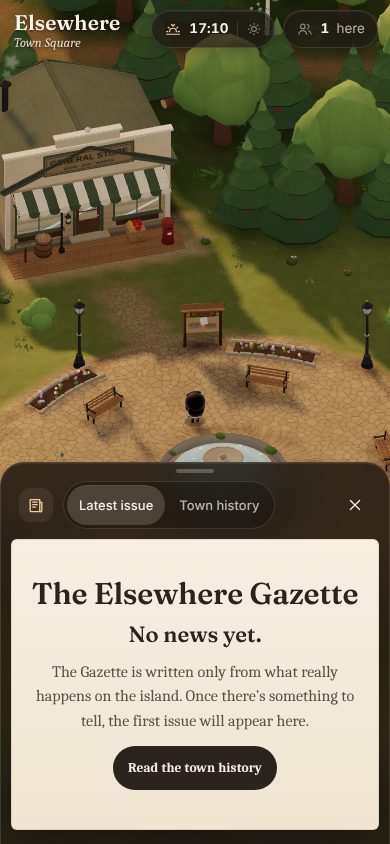 Elsewhere
Town Square
17:10
1 here
GENERAL STORE
Latest issue
Town history
The Elsewhere Gazette
No news yet.
The Gazette is written only from what really
happens on the island. Once there's something to
tell, the first issue will appear here.
Read the town history